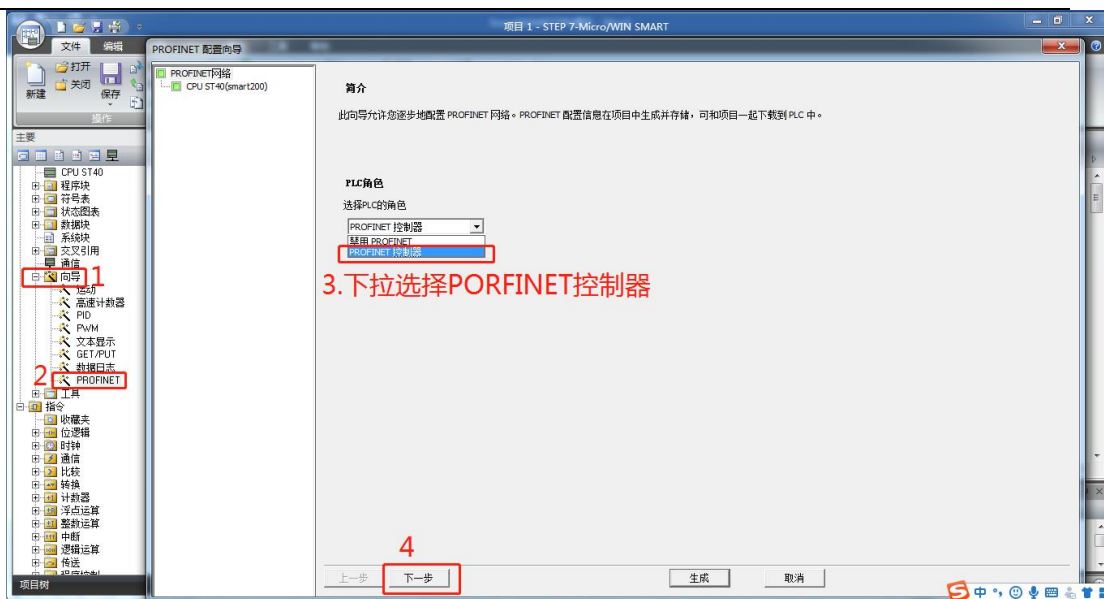 项目 1 - STEP 7-Micro/WIN SMART
文件
编辑
打开
关闭
新建
保存
操作
主要
CPU ST40
程序块
符号表
状态图表
数据块
系统块
交叉引用
通信
向导
1
运动
高速计数器
PID
PWM
文本显示
GET/PUT
数据日志
2
PROFINET
工具
指令
收藏夹
位逻辑
时钟
通信
比较
转换
计数器
浮点运算
整数运算
中断
逻辑运算
传送
程序控制
项目树
PROFINET 配置向导
PROFINET网络
CPU ST40(smart200)
简介
此向导允许您逐步地配置 PROFINET 网络。PROFINET 配置信息在项目中生成并存储，可和项目一起下载到 PLC 中。
PLC角色
选择PLC的角色
PROFINET 控制器
禁用 PROFINET
PROFINET 控制器
3.下拉选择PORFINET控制器
4
上一步
下一步
生成
取消
中